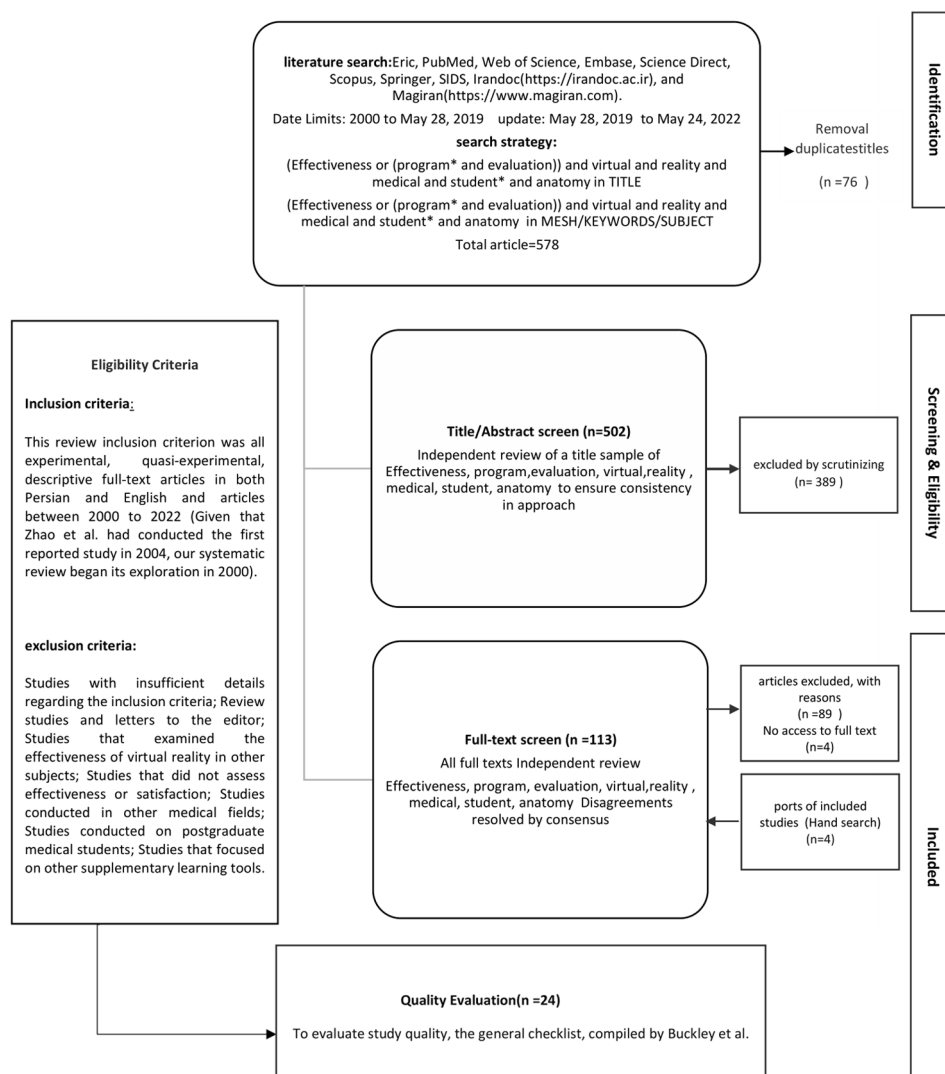 literature search:Eric, PubMed, Web of Science, Embase, Science Direct,
Scopus, Springer, SIDS, Irandoc(https://irandoc.ac.ir), and
Magiran(https://www.magiran.com).
Date Limits: 2000 to May 28, 2019 update: May 28, 2019 to May 24, 2022
search strategy:
(Effectiveness or (program* and evaluation)) and virtual and reality and
medical and student* and anatomy in TITLE
(Effectiveness or (program* and evaluation)) and virtual and reality and
medical and student* and anatomy in MESH/KEYWORDS/SUBJECT
Total article=578
Removal
duplicatestitles
(n =76 )
Identification
Eligibility Criteria
Inclusion criteria:
This review inclusion criterion was all
experimental, quasi-experimental,
descriptive full-text articles in both
Persian and English and articles
between 2000 to 2022 (Given that
Zhao et al. had conducted the first
reported study in 2004, our systematic
review began its exploration in 2000).
exclusion criteria:
Studies with insufficient details
regarding the inclusion criteria; Review
studies and letters to the editor;
Studies that examined the
effectiveness of virtual reality in other
subjects; Studies that did not assess
effectiveness or satisfaction; Studies
conducted in other medical fields;
Studies conducted on postgraduate
medical students; Studies that focused
on other supplementary learning tools.
Title/Abstract screen (n=502)
Independent review of a title sample of
Effectiveness, program,evaluation, virtual,reality ,
medical, student, anatomy to ensure consistency
in approach
excluded by scrutinizing
(n= 389 )
Screening & Eligibility
Full-text screen (n =113)
All full texts Independent review
Effectiveness, program, evaluation, virtual,reality ,
medical, student, anatomy Disagreements
resolved by consensus
articles excluded, with
reasons
(n =89 )
No access to full text
(n=4)
ports of included
studies (Hand search)
(n=4)
Included
Quality Evaluation(n =24)
To evaluate study quality, the general checklist, compiled by Buckley et al.